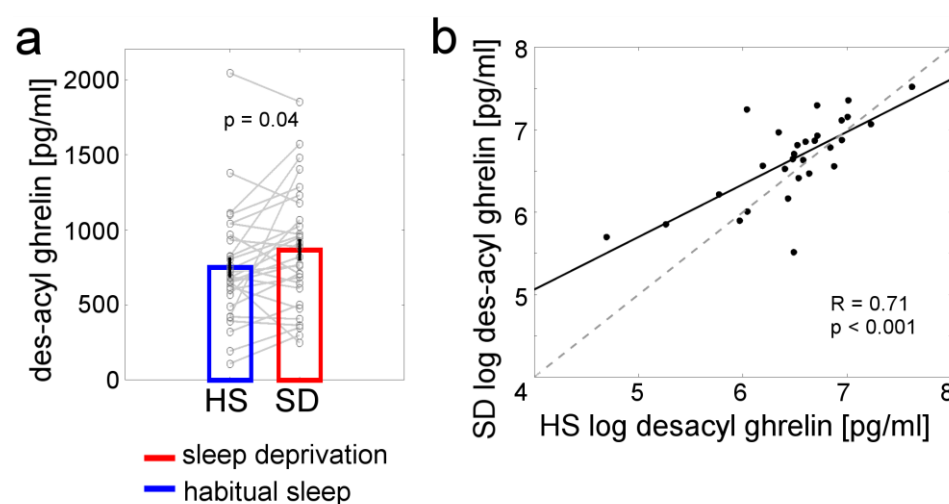 a
des-acyl ghrelin [pg/ml]
2000
1500
1000
500
0
p = 0.04
HS SD
sleep deprivation
habitual sleep
b
SD log des-acyl ghrelin [pg/ml]
8
7
6
5
4 5 6 7 8
R = 0.71
p < 0.001
HS log desacyl ghrelin [pg/ml]